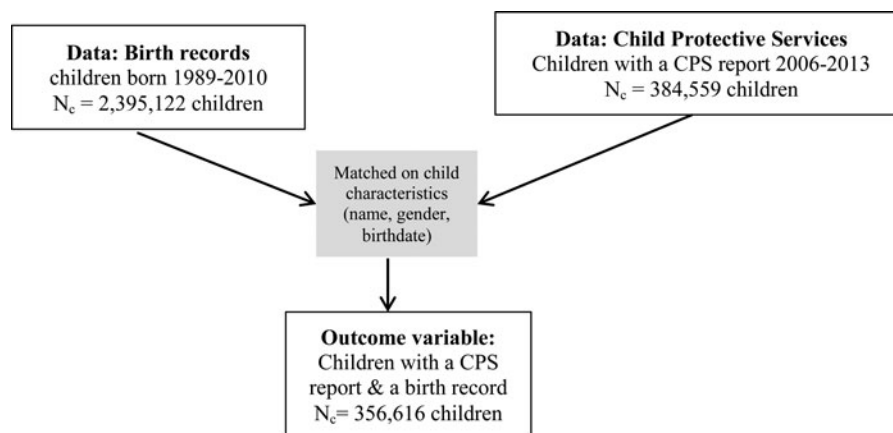 Data: Birth records
children born 1989-2010
Nc = 2,395,122 children
Data: Child Protective Services
Children with a CPS report 2006-2013
Nc = 384,559 children
Matched on child
characteristics
(name, gender,
birthdate)
Outcome variable:
Children with a CPS
report & a birth record
Nc= 356,616 children